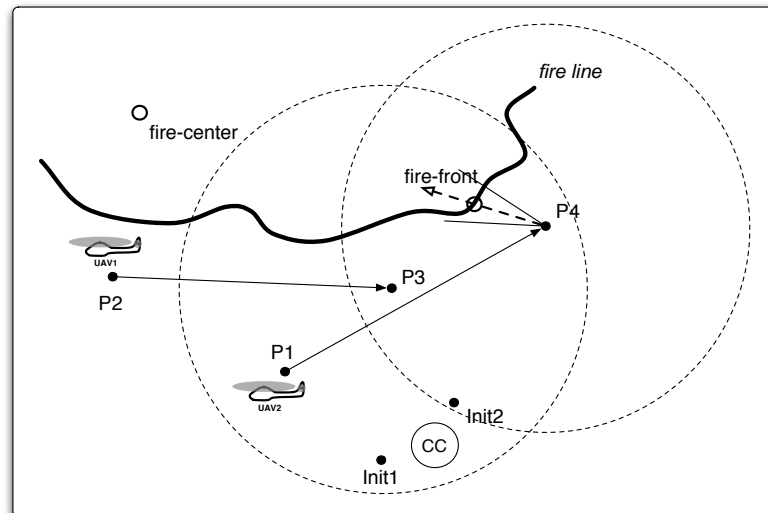 fire line
fire-center
fire-front
P4
UAV1
P2
P3
P1
UAV2
Init2
CC
Init1